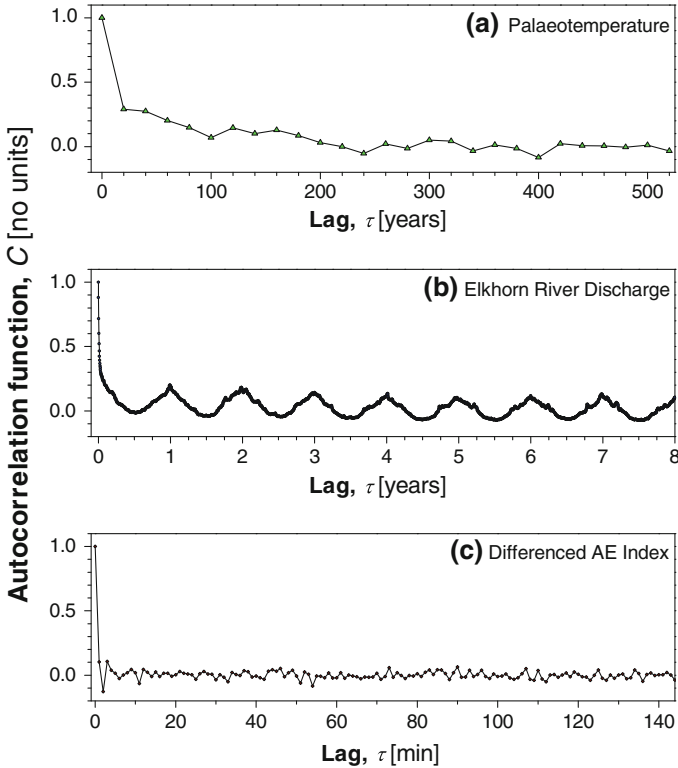 Autocorrelation function, C [no units]
(a) Palaeotemperature
1.0
0.5
0.0
0 100 200 300 400 500
Lag, τ [years]
(b) Elkhorn River Discharge
1.0
0.5
0.0
0 1 2 3 4 5 6 7 8
Lag, τ [years]
(c) Differenced AE Index
1.0
0.5
0.0
0 20 40 60 80 100 120 140
Lag, τ [min]